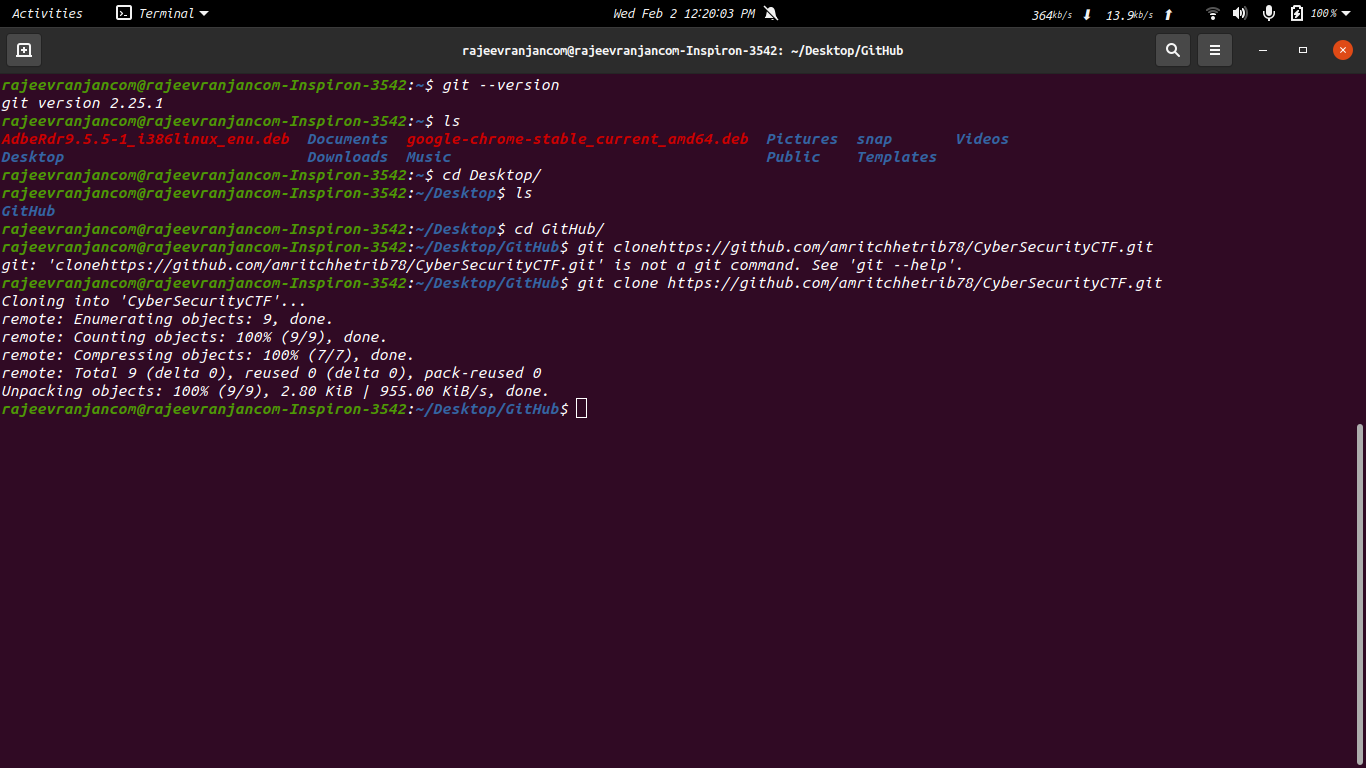 Activities Terminal Wed Feb 2 12:20:03 PM 364kb/s 13.9kb/s 100%
rajeevranjancom@rajeevranjancom-Inspiron-3542: ~/Desktop/GitHub
rajeevranjancom@rajeevranjancom-Inspiron-3542:~$ git --version
git version 2.25.1
rajeevranjancom@rajeevranjancom-Inspiron-3542:~$ ls
AdbeRdr9.5.5-1_i386linux_enu.deb Documents google-chrome-stable_current_amd64.deb Pictures snap Videos
Desktop Downloads Music Public Templates
rajeevranjancom@rajeevranjancom-Inspiron-3542:~$ cd Desktop/
rajeevranjancom@rajeevranjancom-Inspiron-3542:~/Desktop$ ls
GitHub
rajeevranjancom@rajeevranjancom-Inspiron-3542:~/Desktop$ cd GitHub/
rajeevranjancom@rajeevranjancom-Inspiron-3542:~/Desktop/GitHub$ git clonehttps://github.com/amritchhetrib78/CyberSecurityCTF.git
git: 'clonehttps://github.com/amritchhetrib78/CyberSecurityCTF.git' is not a git command. See 'git --help'.
rajeevranjancom@rajeevranjancom-Inspiron-3542:~/Desktop/GitHub$ git clone https://github.com/amritchhetrib78/CyberSecurityCTF.git
Cloning into 'CyberSecurityCTF'...
remote: Enumerating objects: 9, done.
remote: Counting objects: 100% (9/9), done.
remote: Compressing objects: 100% (7/7), done.
remote: Total 9 (delta 0), reused 0 (delta 0), pack-reused 0
Unpacking objects: 100% (9/9), 2.80 KiB | 955.00 KiB/s, done.
rajeevranjancom@rajeevranjancom-Inspiron-3542:~/Desktop/GitHub$